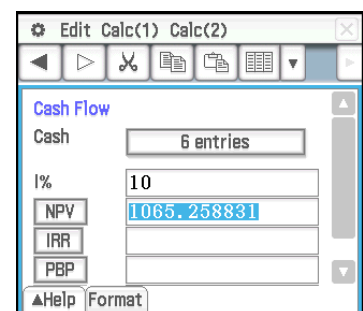 Edit Calc(1) Calc(2)
Cash Flow
Cash 6 entries
I% 10
NPV 1065.258831
IRR
PBP
▲Help Format